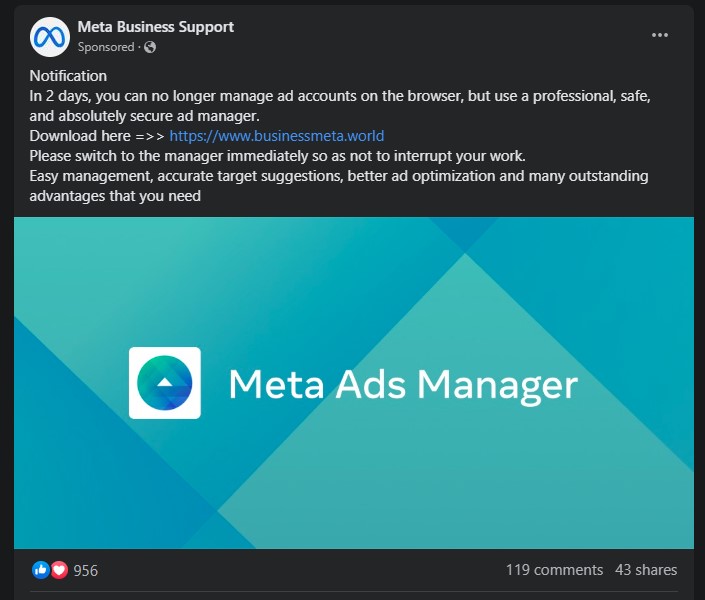 Meta Business Support
Sponsored ·
Notification
In 2 days, you can no longer manage ad accounts on the browser, but use a professional, safe,
and absolutely secure ad manager.
Download here =>> https://www.businessmeta.world
Please switch to the manager immediately so as not to interrupt your work.
Easy management, accurate target suggestions, better ad optimization and many outstanding
advantages that you need
Meta Ads Manager
956
119 comments 43 shares